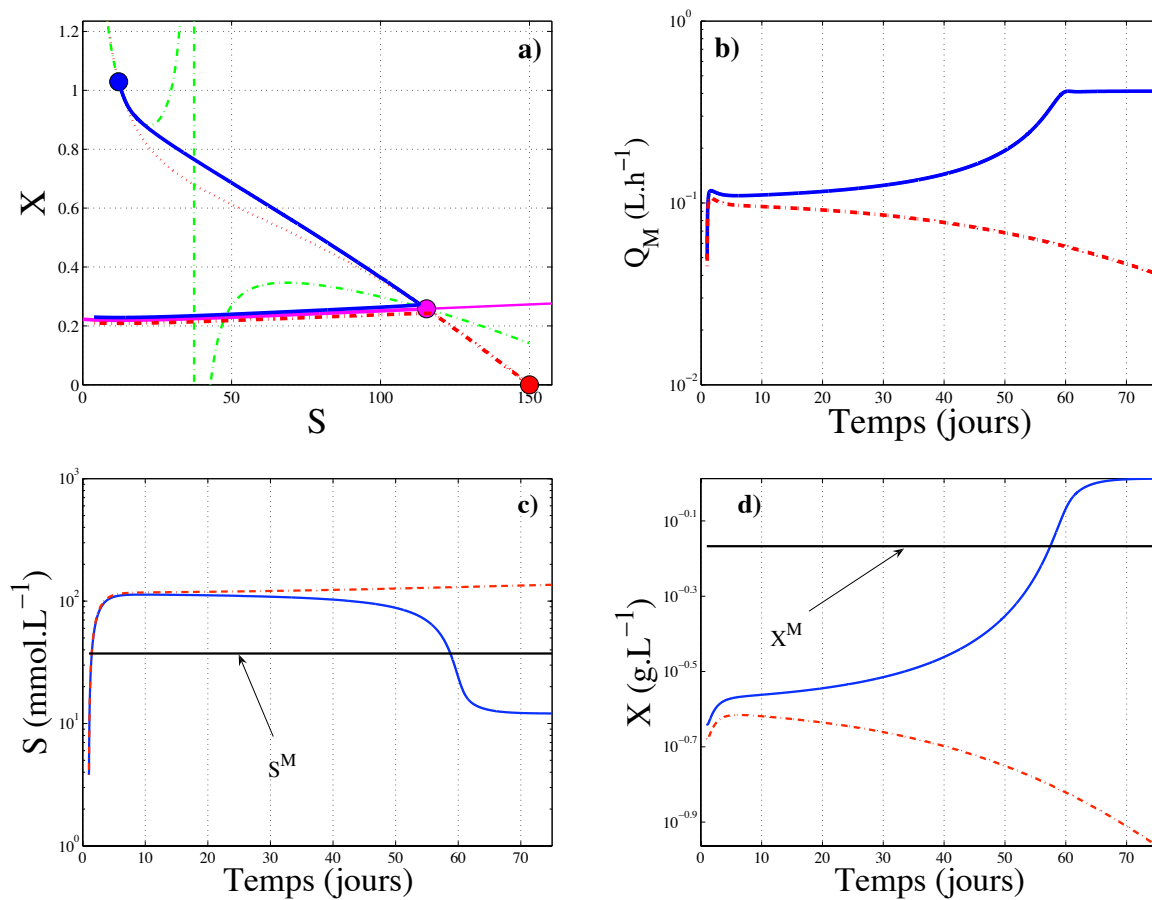 a)
1.2
1
0.8
0.6
0.4
0.2
0
X
0 50 100 150
S
b)
10^0
10^-1
10^-2
Q_M (L.h^-1)
0 10 20 30 40 50 60 70
Temps (jours)
c)
10^3
10^2
10^1
10^0
S (mmol.L^-1)
S^M
0 10 20 30 40 50 60 70
Temps (jours)
d)
10^-0.1
10^-0.3
10^-0.5
10^-0.7
10^-0.9
X (g.L^-1)
X^M
0 10 20 30 40 50 60 70
Temps (jours)